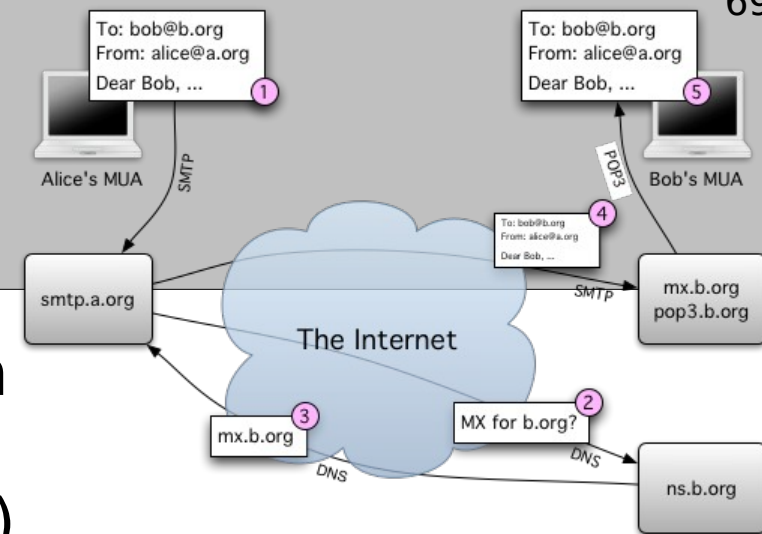 69
To: bob@b.org
From: alice@a.org
Dear Bob, ...
1
To: bob@b.org
From: alice@a.org
Dear Bob, ...
5
Alice's MUA
SMTP
POP3
Bob's MUA
To: bob@b.org
From: alice@a.org
Dear Bob, ...
4
smtp.a.org
SMTP
mx.b.org
pop3.b.org
The Internet
mx.b.org
3
MX for b.org?
2
DNS
DNS
ns.b.org
)